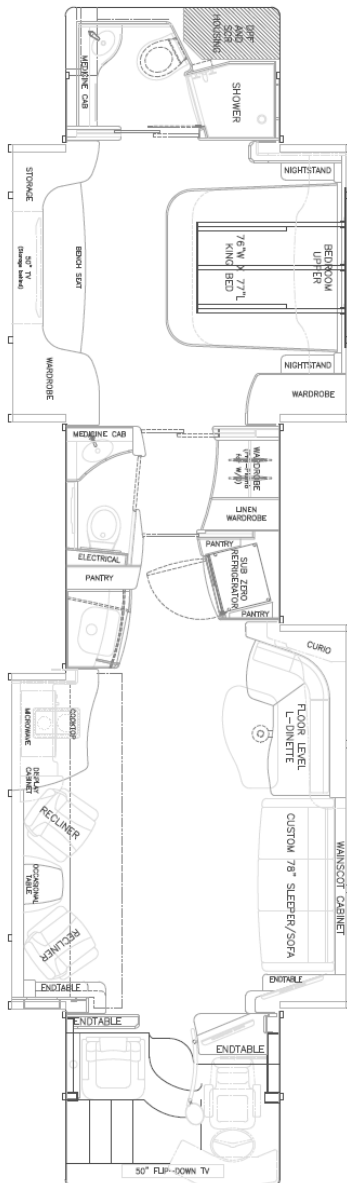 DPF
AND
SCR
HOUSING
MEDICINE CAB
SHOWER
STORAGE
NIGHTSTAND
BENCH SEAT
50" TV
(Storage behind)
76"W X 77"L
KING BED
BEDROOM
UPPER
NIGHTSTAND
WARDROBE
WARDROBE
MEDICINE CAB
WARDROBE
LINEN
WARDROBE
ELECTRICAL
PANTRY
PANTRY
SUB ZERO
REFRIGERATOR
PANTRY
CURIO
FLOOR LEVEL
L-DINETTE
COOKTOP
MICROWAVE
DISPLAY
CABINET
RECLINER
CUSTOM 78" SLEEPER/SOFA
WAINSCOT CABINET
OCCASIONAL
TABLE
RECLINER
ENDTABLE
ENDTABLE
ENDTABLE
ENDTABLE
50" FLIP-DOWN TV